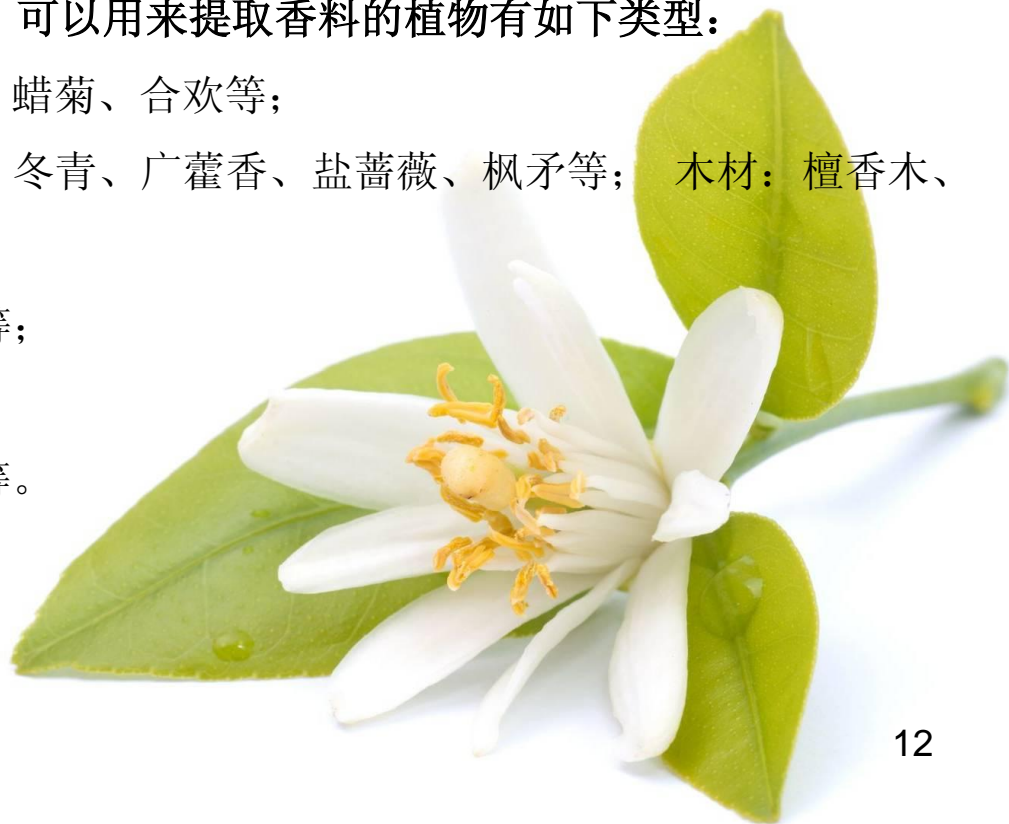 可以用来提取香料的植物有如下类型：
蜡菊、合欢等；
冬青、广藿香、盐蔷薇、枫矛等； 木材：檀香木、
等；
等。
12